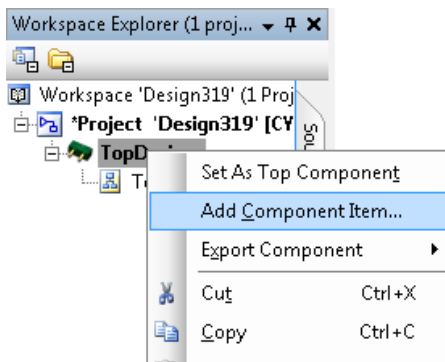 Workspace Explorer (1 proj...
Workspace 'Design319' (1 Proj
*Project 'Design319' [CY
Sou
TopD
T
Set As Top Component
Add Component Item...
Export Component
Cut Ctrl+X
Copy Ctrl+C